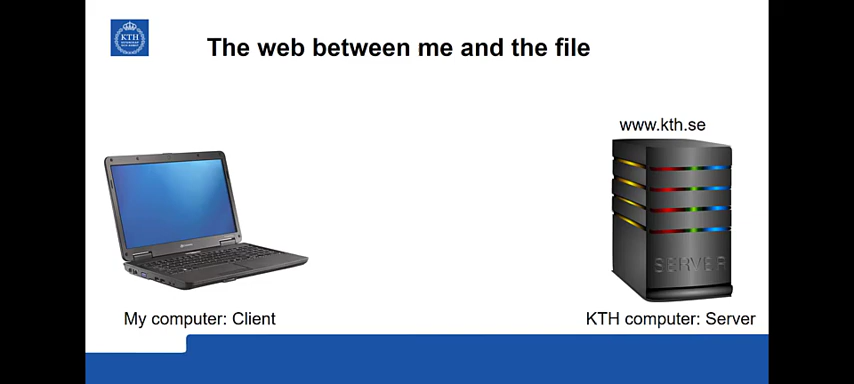 KTH
The web between me and the file
www.kth.se
SERVER
My computer: Client
KTH computer: Server